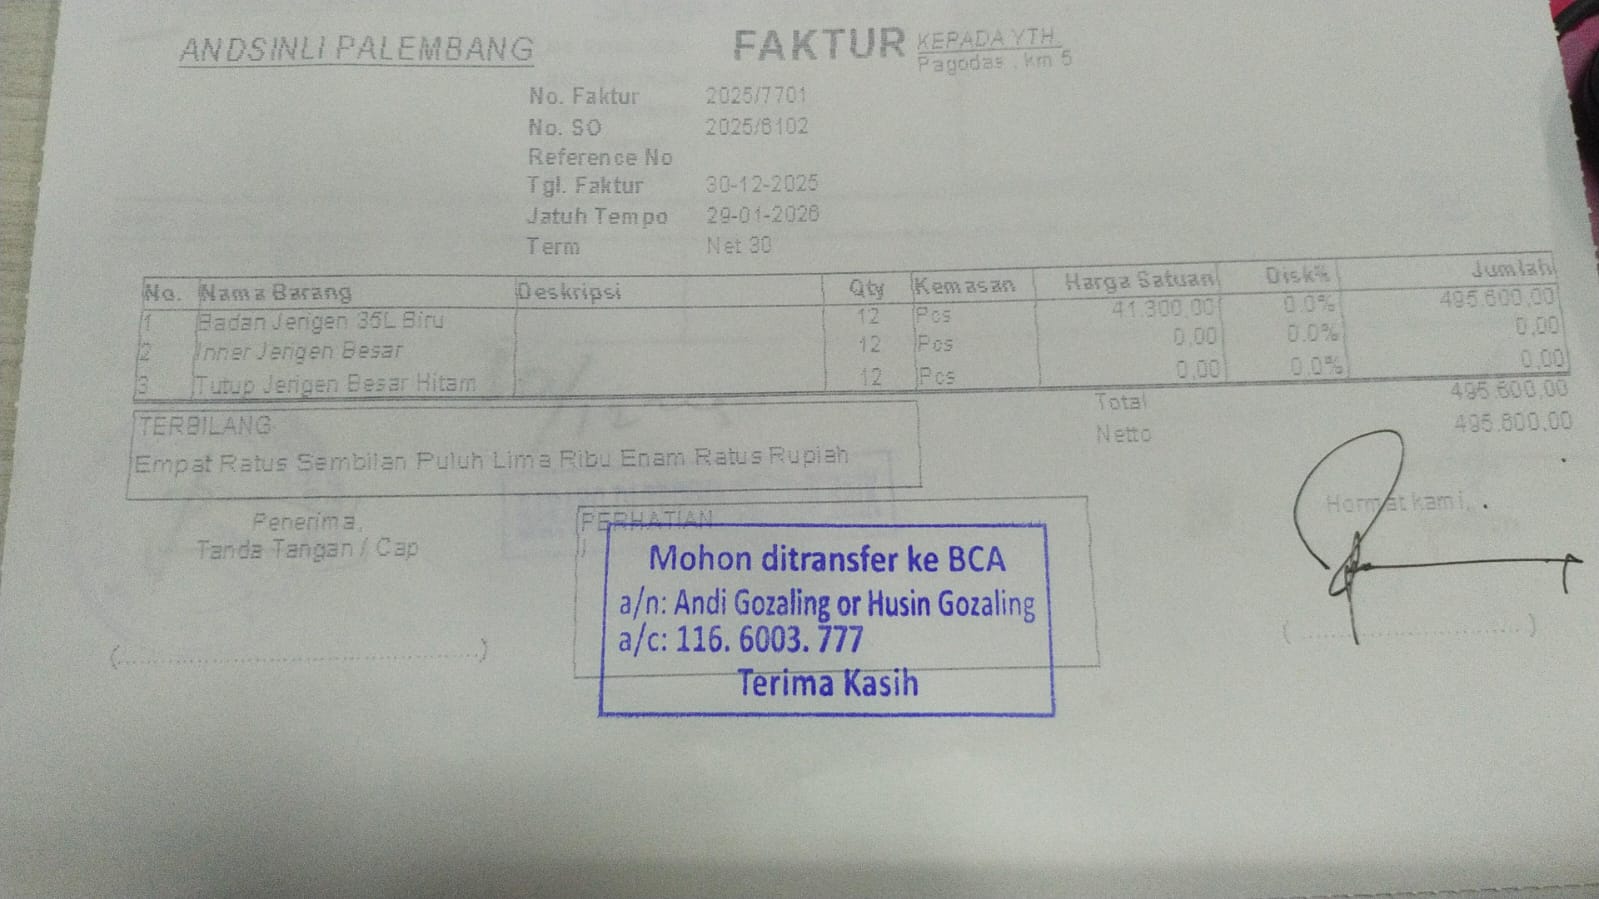 ANDSINLI PALEMBANG
FAKTUR
KEPADA YTH.
Pagodas , km 5
No. Faktur 2025/7701
No. SO 2025/6102
Reference No
Tgl. Faktur 30-12-2025
Jatuh Tempo 29-01-2026
Term Net 30
No. Nama Barang Deskripsi Qty Kemasan Harga Satuan Disk% Jumlah
1 Badan Jerigen 35L Biru 12 Pcs 41.300,00 0.0% 495.600,00
2 Inner Jerigen Besar 12 Pcs 0,00 0.0% 0,00
3 Tutup Jerigen Besar Hitam 12 Pcs 0,00 0.0% 0,00
Total 495.600,00
Netto 495.600,00
TERBILANG
Empat Ratus Sembilan Puluh Lima Ribu Enam Ratus Rupiah
Penerima,
Tanda Tangan / Cap
(..............................................)
PERHATIAN
Mohon ditransfer ke BCA
a/n: Andi Gozaling or Husin Gozaling
a/c: 116. 6003. 777
Terima Kasih
Hormat kami,
(..............................)